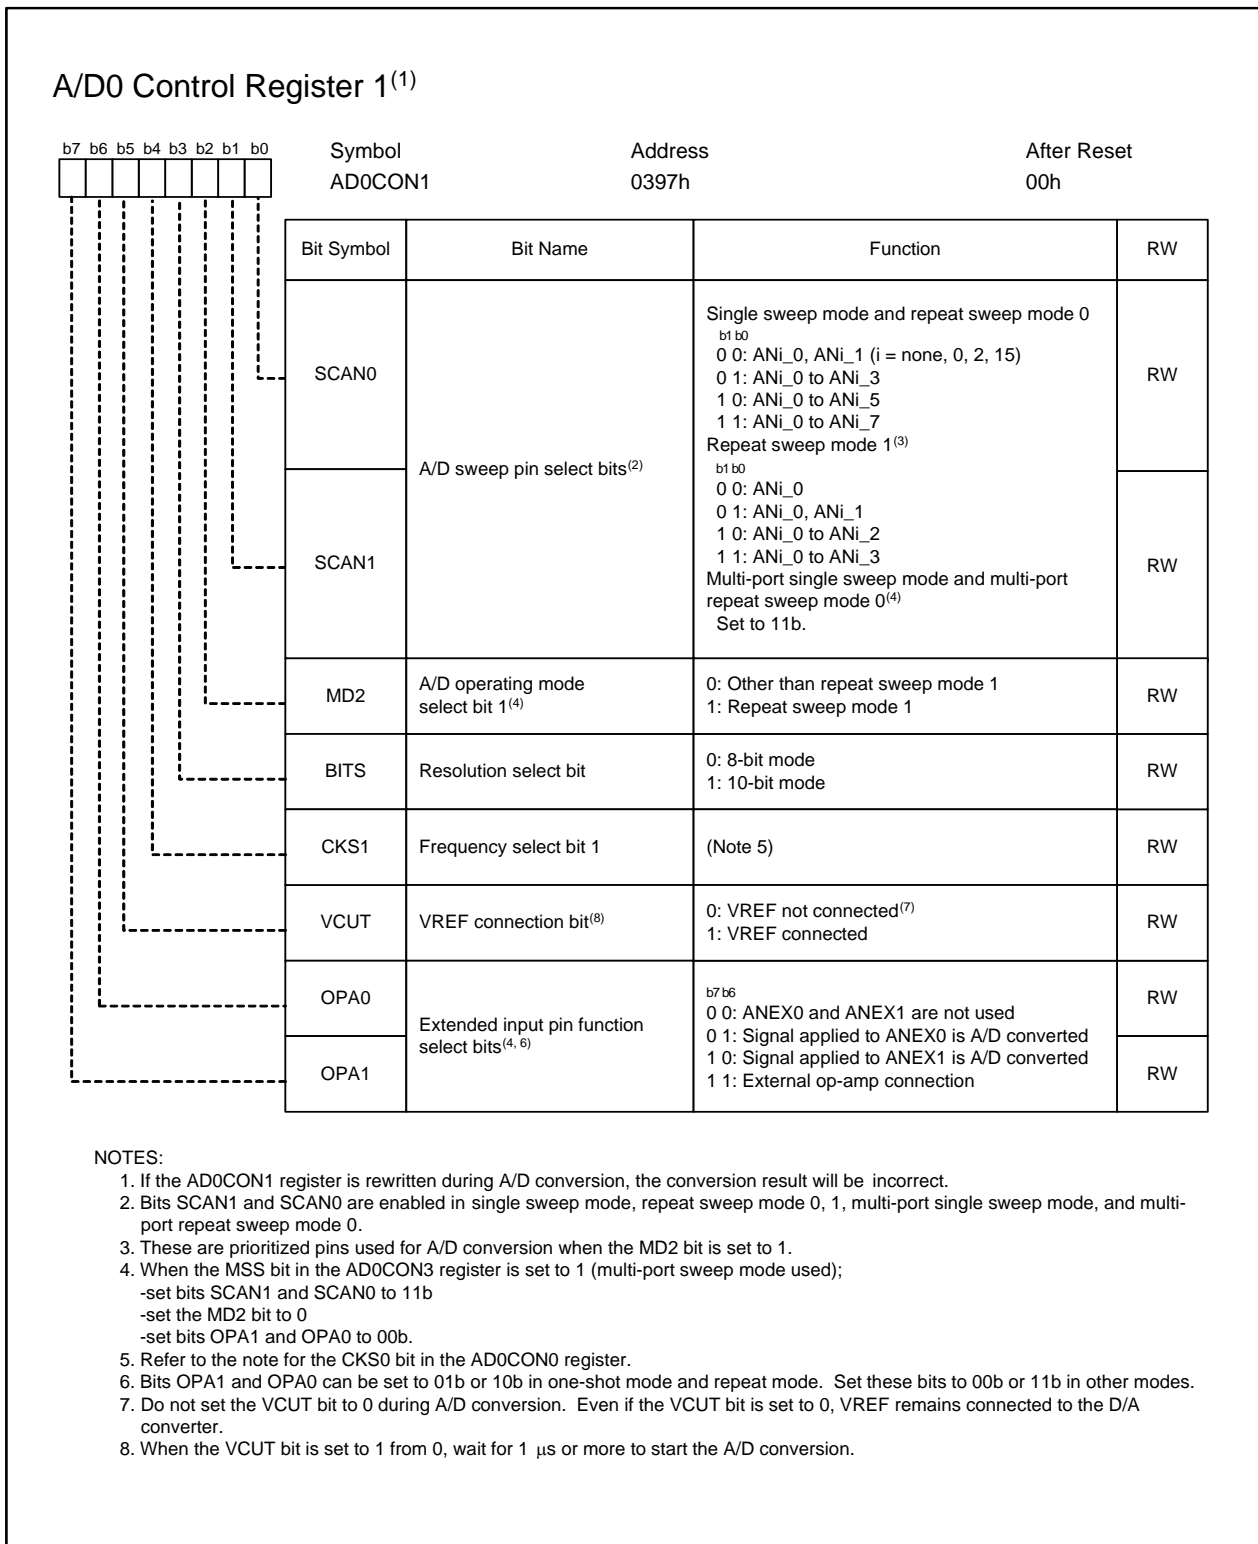 A/D0 Control Register 1(1)
b7 b6 b5 b4 b3 b2 b1 b0
Symbol Address After Reset
AD0CON1 0397h 00h
Bit Symbol Bit Name Function RW
SCAN0
A/D sweep pin select bits(2)
Single sweep mode and repeat sweep mode 0
b1 b0
0 0: ANi_0, ANi_1 (i = none, 0, 2, 15)
0 1: ANi_0 to ANi_3
1 0: ANi_0 to ANi_5
1 1: ANi_0 to ANi_7
Repeat sweep mode 1(3)
b1 b0
0 0: ANi_0
0 1: ANi_0, ANi_1
1 0: ANi_0 to ANi_2
1 1: ANi_0 to ANi_3
Multi-port single sweep mode and multi-port
repeat sweep mode 0(4)
Set to 11b.
RW
SCAN1
RW
MD2
A/D operating mode
select bit 1(4)
0: Other than repeat sweep mode 1
1: Repeat sweep mode 1
RW
BITS
Resolution select bit
0: 8-bit mode
1: 10-bit mode
RW
CKS1
Frequency select bit 1
(Note 5)
RW
VCUT
VREF connection bit(8)
0: VREF not connected(7)
1: VREF connected
RW
OPA0
Extended input pin function
select bits(4, 6)
b7 b6
0 0: ANEX0 and ANEX1 are not used
0 1: Signal applied to ANEX0 is A/D converted
1 0: Signal applied to ANEX1 is A/D converted
1 1: External op-amp connection
RW
OPA1
RW
NOTES:
1. If the AD0CON1 register is rewritten during A/D conversion, the conversion result will be incorrect.
2. Bits SCAN1 and SCAN0 are enabled in single sweep mode, repeat sweep mode 0, 1, multi-port single sweep mode, and multi-
port repeat sweep mode 0.
3. These are prioritized pins used for A/D conversion when the MD2 bit is set to 1.
4. When the MSS bit in the AD0CON3 register is set to 1 (multi-port sweep mode used);
-set bits SCAN1 and SCAN0 to 11b
-set the MD2 bit to 0
-set bits OPA1 and OPA0 to 00b.
5. Refer to the note for the CKS0 bit in the AD0CON0 register.
6. Bits OPA1 and OPA0 can be set to 01b or 10b in one-shot mode and repeat mode. Set these bits to 00b or 11b in other modes.
7. Do not set the VCUT bit to 0 during A/D conversion. Even if the VCUT bit is set to 0, VREF remains connected to the D/A
converter.
8. When the VCUT bit is set to 1 from 0, wait for 1 μs or more to start the A/D conversion.